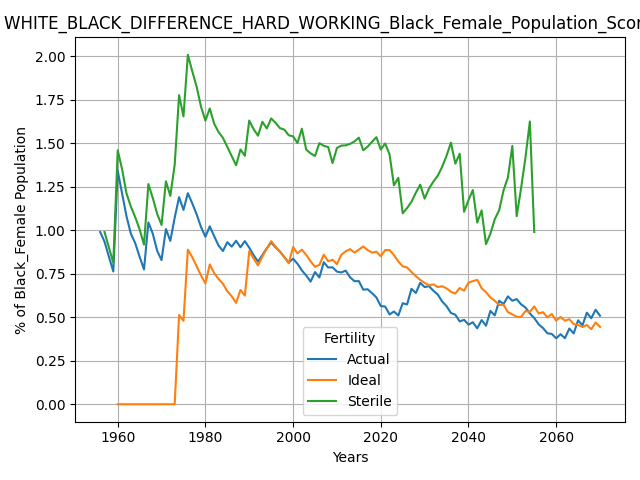 WHITE_BLACK_DIFFERENCE_HARD_WORKING_Black_Female_Population_Scor
2.00
1.75
1.50
1.25
1.00
0.75
0.50
0.25
0.00
% of Black_Female Population
Fertility
Actual
Ideal
Sterile
1960 1980 2000 2020 2040 2060
Years